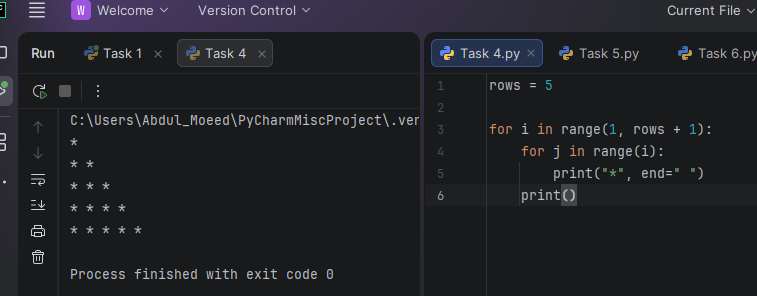 W Welcome Version Control Current File
Run Task 1 Task 4
C:\Users\Abdul_Moeed\PyCharmMiscProject\.ven
*
* *
* * *
* * * *
* * * * *
Process finished with exit code 0
Task 4.py Task 5.py Task 6.py
1 rows = 5
2
3 for i in range(1, rows + 1):
4     for j in range(i):
5         print("*", end=" ")
6     print()